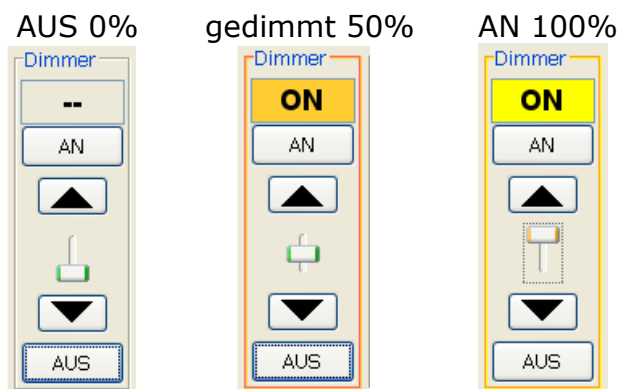 AUS 0% gedimmt 50% AN 100%
Dimmer Dimmer Dimmer
-- ON ON
AN AN AN
AUS AUS AUS